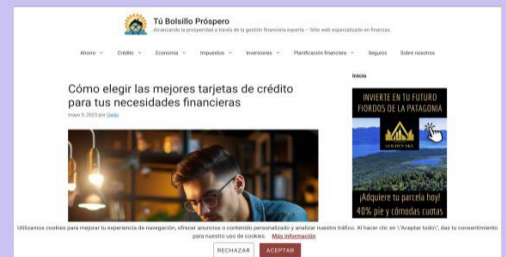 Tú Bolsillo Próspero
Alcanzando la prosperidad a través de la gestión financiera experta – Sitio web especializado en finanzas.
Ahorro Crédito Economía Impuestos Inversiones Planificación financiera Seguros Sobre nosotros
Inicio
Cómo elegir las mejores tarjetas de crédito
para tus necesidades financieras
mayo 9, 2023 por
INVIERTE EN TU FUTURO
FIORDOS DE LA PATAGONIA
¡Adquiere tu parcela hoy!
40% pie y cómodas cuotas
Utilizamos cookies para mejorar tu experiencia de navegación, ofrecer anuncios o contenido personalizado y analizar nuestro tráfico. Al hacer clic en \"Aceptar todo\", das tu consentimiento
para nuestro uso de cookies. Más información
RECHAZAR ACEPTAR